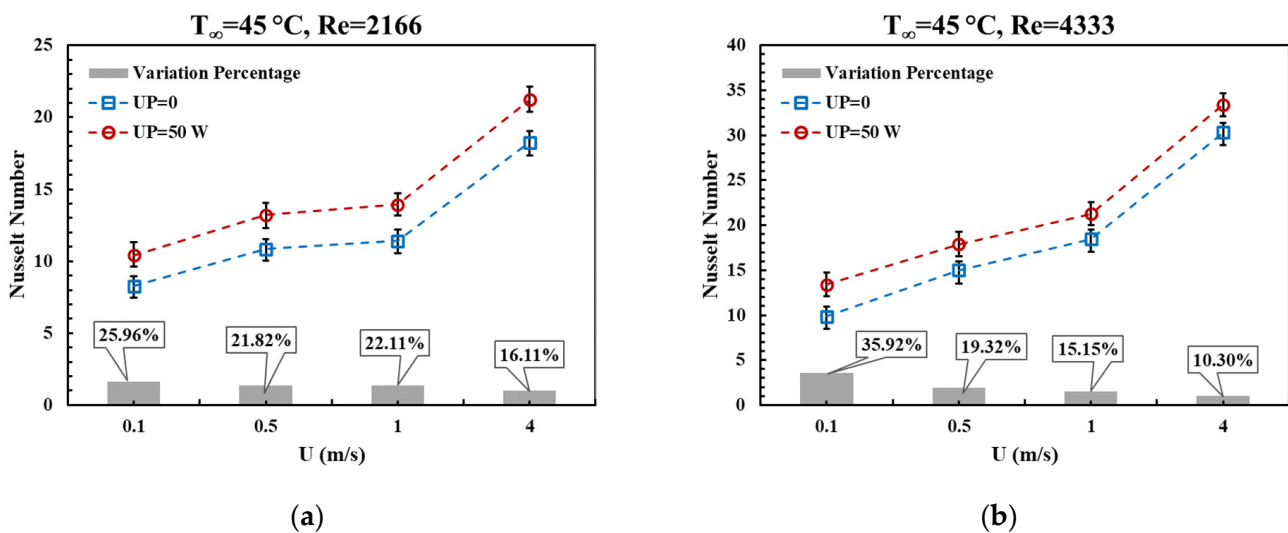 T∞=45 °C, Re=2166
25
20
15
10
5
0
Nusselt Number
Variation Percentage
UP=0
UP=50 W
25.96%
21.82%
22.11%
16.11%
0.1
0.5
1
4
U (m/s)
(a)
T∞=45 °C, Re=4333
40
35
30
25
20
15
10
5
0
Nusselt Number
Variation Percentage
UP=0
UP=50 W
35.92%
19.32%
15.15%
10.30%
0.1
0.5
1
4
U (m/s)
(b)